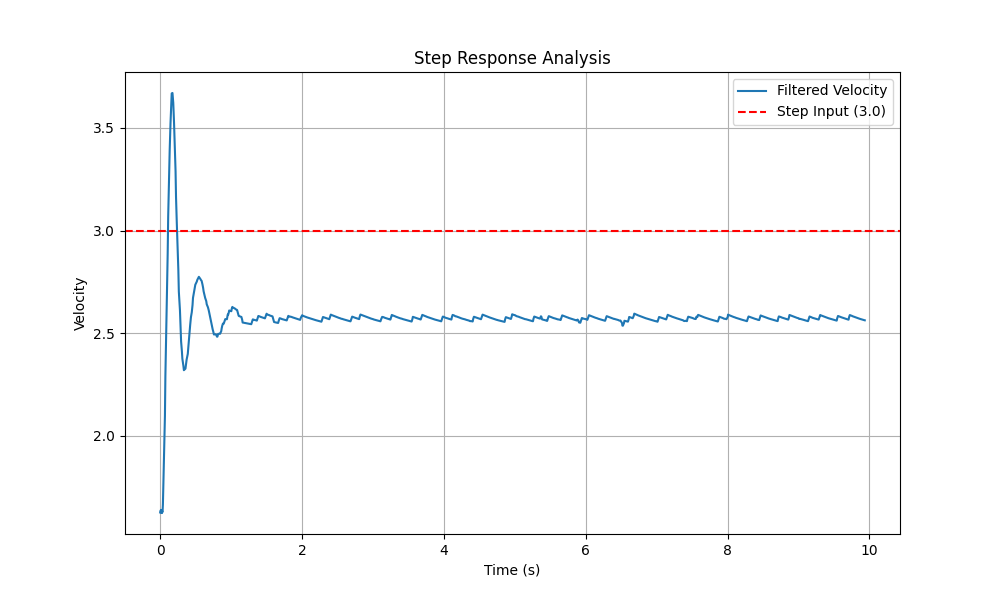 Step Response Analysis
Filtered Velocity
Step Input (3.0)
3.5
3.0
2.5
2.0
Velocity
0 2 4 6 8 10
Time (s)